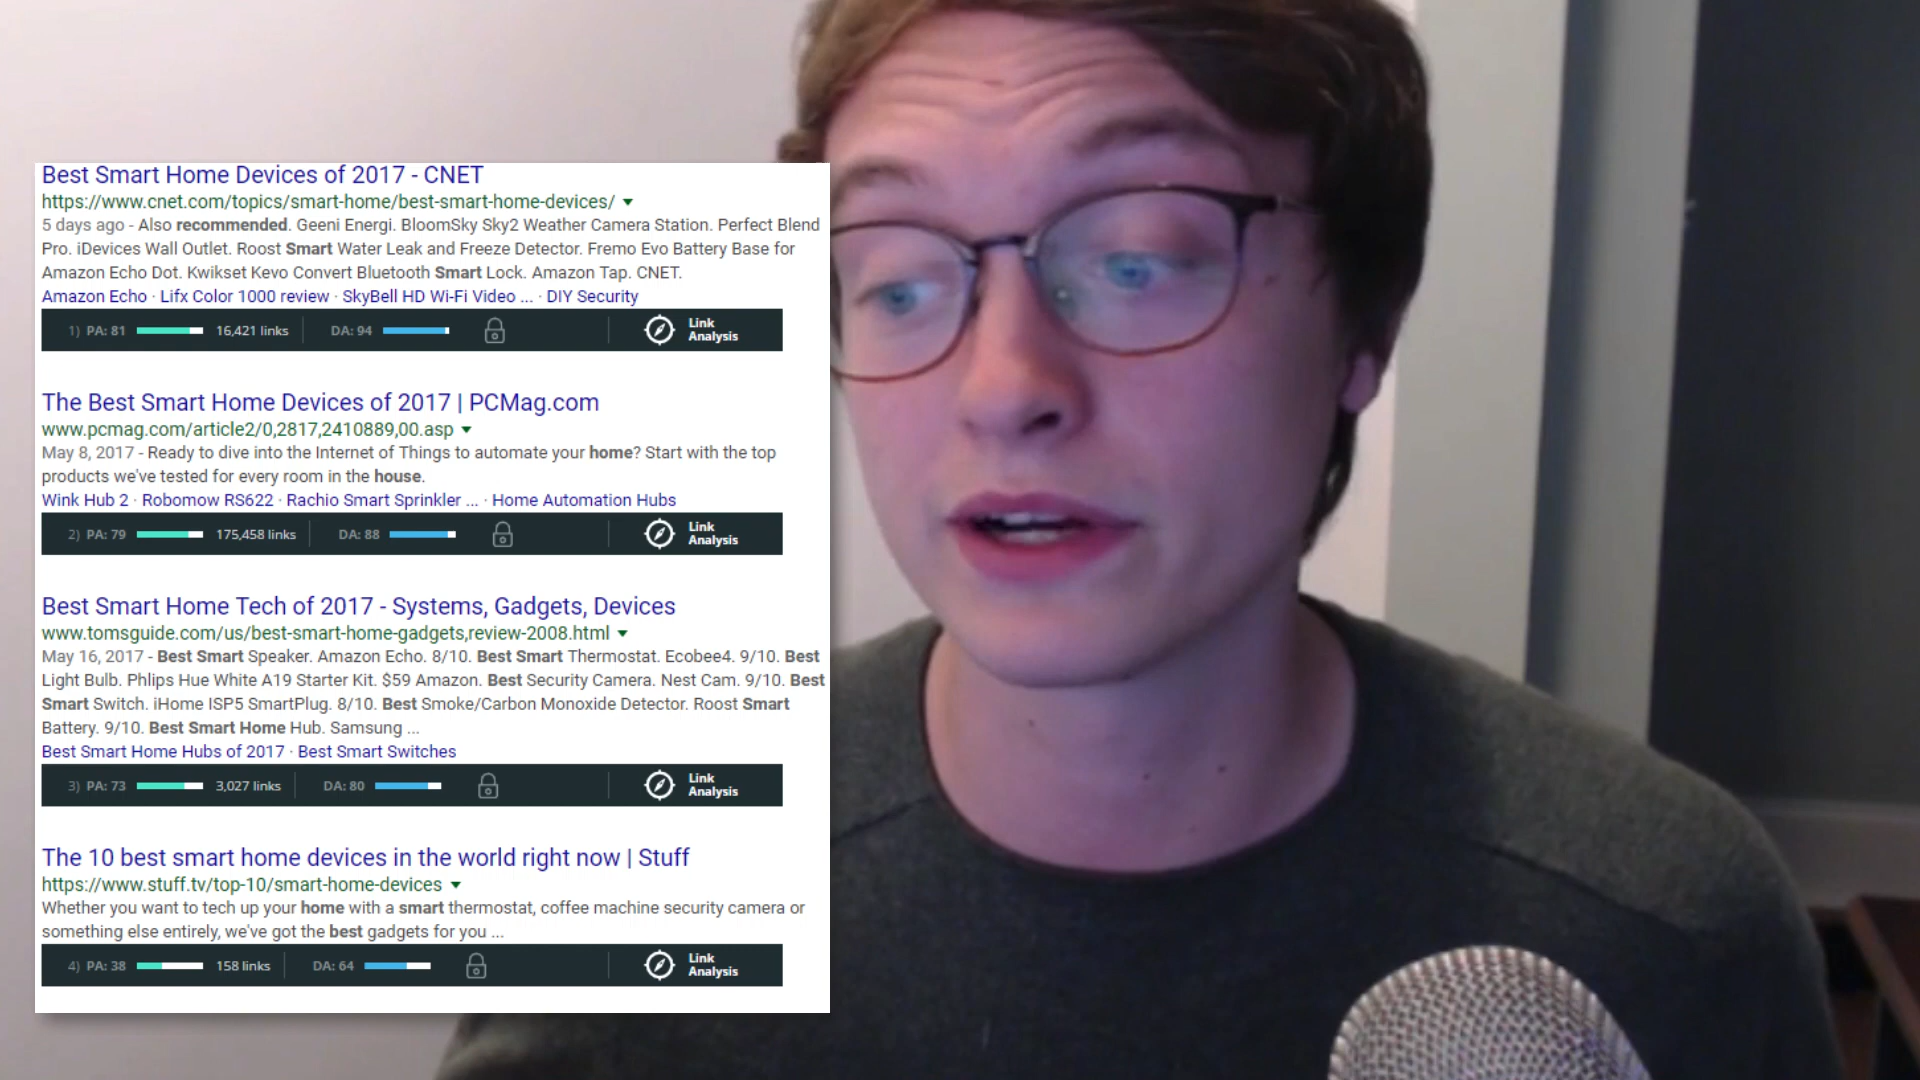 Best Smart Home Devices of 2017 - CNET
https://www.cnet.com/topics/smart-home/best-smart-home-devices/
5 days ago - Also recommended. Geeni Energi. BloomSky Sky2 Weather Camera Station. Perfect Blend
Pro. iDevices Wall Outlet. Roost Smart Water Leak and Freeze Detector. Fremo Evo Battery Base for
Amazon Echo Dot. Kwikset Kevo Convert Bluetooth Smart Lock. Amazon Tap. CNET.
Amazon Echo · Lifx Color 1000 review · SkyBell HD Wi-Fi Video ... · DIY Security
1) PA: 81 16,421 links DA: 94 Link
Analysis
The Best Smart Home Devices of 2017 | PCMag.com
www.pcmag.com/article2/0,2817,2410889,00.asp
May 8, 2017 - Ready to dive into the Internet of Things to automate your home? Start with the top
products we've tested for every room in the house.
Wink Hub 2 · Robomow RS622 · Rachio Smart Sprinkler ... · Home Automation Hubs
2) PA: 79 175,458 links DA: 88 Link
Analysis
Best Smart Home Tech of 2017 - Systems, Gadgets, Devices
www.tomsguide.com/us/best-smart-home-gadgets,review-2008.html
May 16, 2017 - Best Smart Speaker. Amazon Echo. 8/10. Best Smart Thermostat. Ecobee4. 9/10. Best
Light Bulb. Phlips Hue White A19 Starter Kit. $59 Amazon. Best Security Camera. Nest Cam. 9/10. Best
Smart Switch. iHome ISP5 SmartPlug. 8/10. Best Smoke/Carbon Monoxide Detector. Roost Smart
Battery. 9/10. Best Smart Home Hub. Samsung ...
Best Smart Home Hubs of 2017 · Best Smart Switches
3) PA: 73 3,027 links DA: 80 Link
Analysis
The 10 best smart home devices in the world right now | Stuff
https://www.stuff.tv/top-10/smart-home-devices
Whether you want to tech up your home with a smart thermostat, coffee machine security camera or
something else entirely, we've got the best gadgets for you ...
4) PA: 38 158 links DA: 64 Link
Analysis